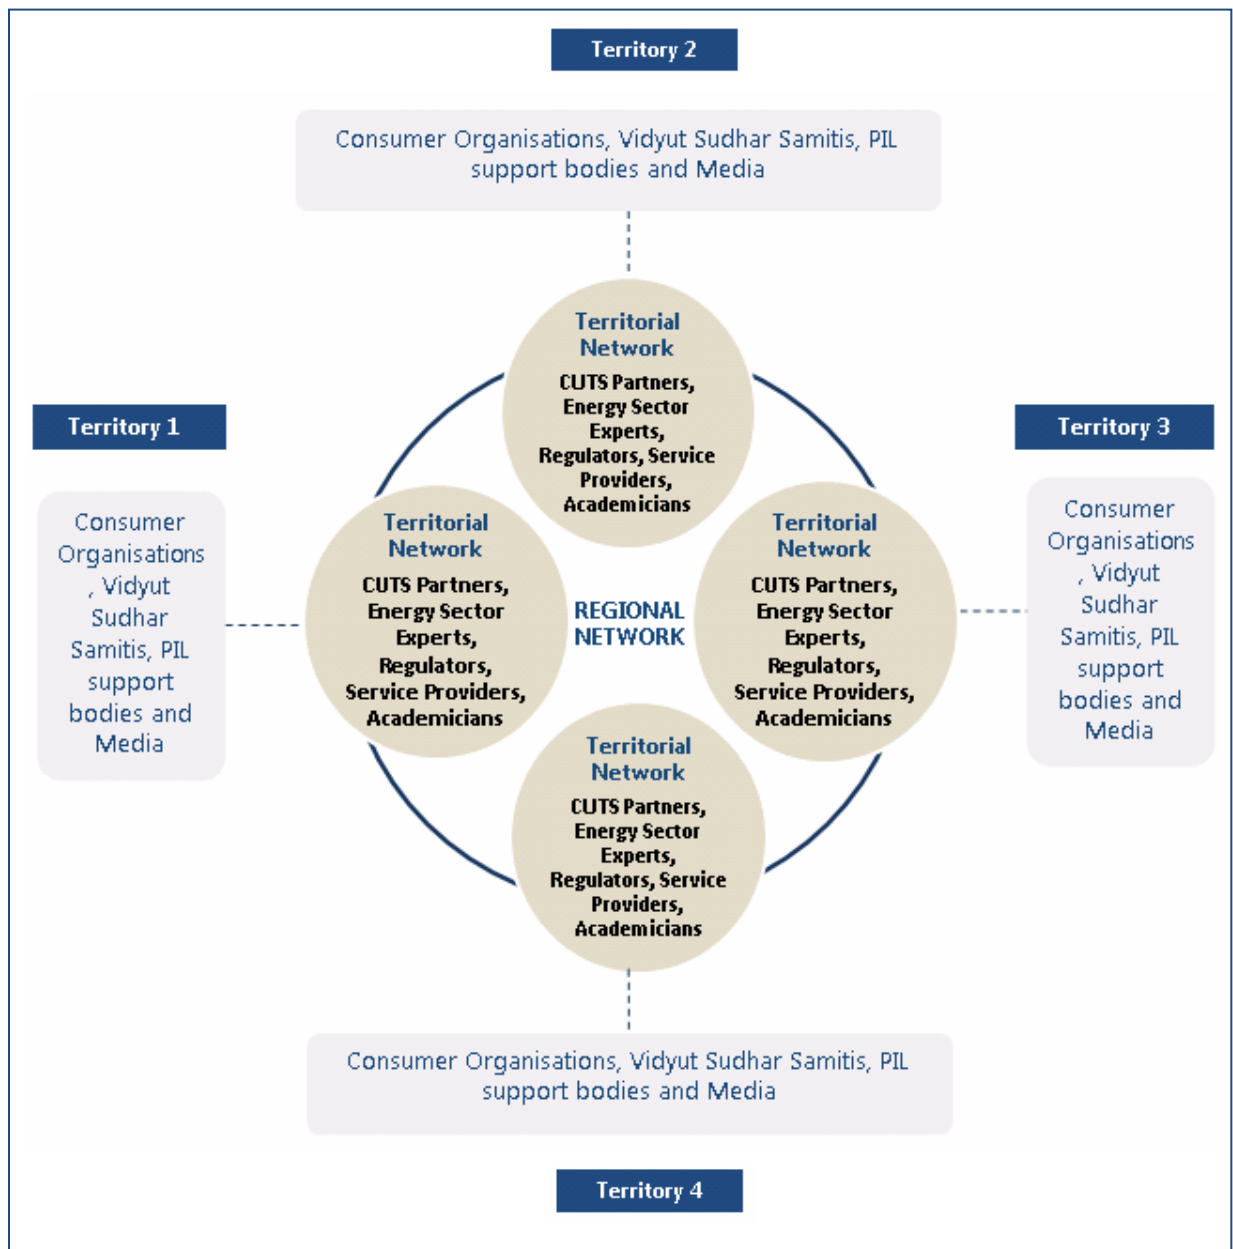 Territory 2
Consumer Organisations, Vidyut Sudhar Samitis, PIL
support bodies and Media
Territorial
Network
CUTS Partners,
Energy Sector
Experts,
Regulators, Service
Providers,
Academicians
Territory 1
Consumer
Organisations
, Vidyut
Sudhar
Samitis, PIL
support
bodies and
Media
Territorial
Network
CUTS Partners,
Energy Sector
Experts,
Regulators,
Service Providers,
Academicians
REGIONAL
NETWORK
Territorial
Network
CUTS Partners,
Energy Sector
Experts,
Regulators,
Service Providers,
Academicians
Territory 3
Consumer
Organisations
, Vidyut
Sudhar
Samitis, PIL
support
bodies and
Media
Territorial
Network
CUTS Partners,
Energy Sector
Experts,
Regulators, Service
Providers,
Academicians
Consumer Organisations, Vidyut Sudhar Samitis, PIL
support bodies and Media
Territory 4